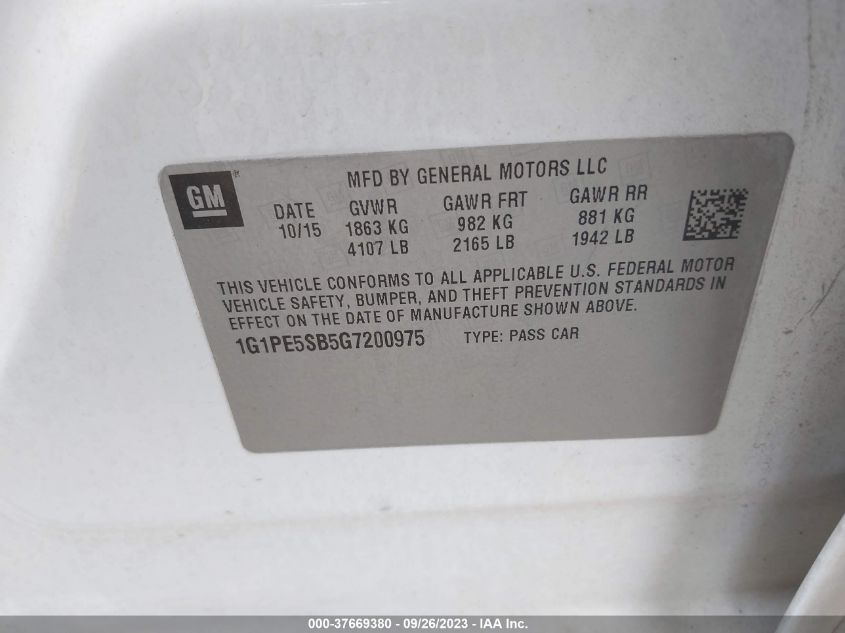 GM
MFD BY GENERAL MOTORS LLC
DATE GVWR GAWR FRT GAWR RR
10/15 1863 KG 982 KG 881 KG
4107 LB 2165 LB 1942 LB
THIS VEHICLE CONFORMS TO ALL APPLICABLE U.S. FEDERAL MOTOR
VEHICLE SAFETY, BUMPER, AND THEFT PREVENTION STANDARDS IN
EFFECT ON THE DATE OF MANUFACTURE SHOWN ABOVE.
1G1PE5SB5G7200975 TYPE: PASS CAR
000-37669380 - 09/26/2023 - IAA Inc.